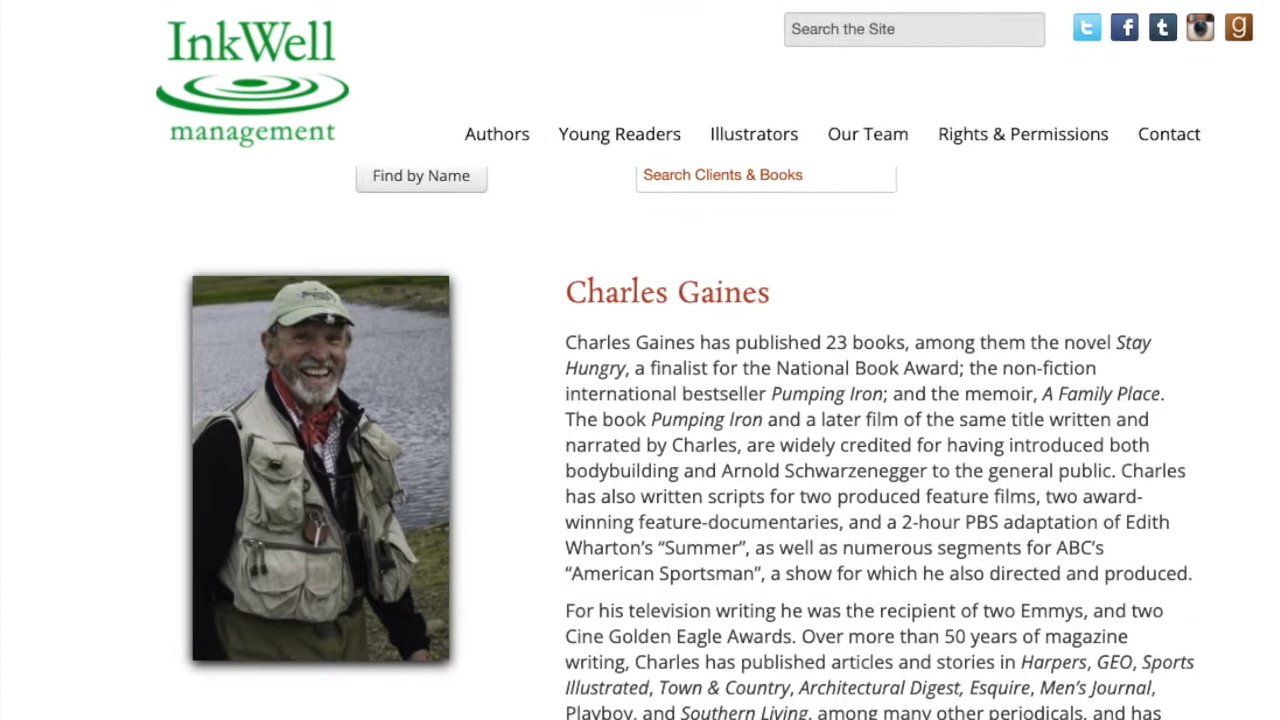 InkWell
management
Search the Site
Authors Young Readers Illustrators Our Team Rights & Permissions Contact
Find by Name Search Clients & Books
Charles Gaines
Charles Gaines has published 23 books, among them the novel Stay
Hungry, a finalist for the National Book Award; the non-fiction
international bestseller Pumping Iron; and the memoir, A Family Place.
The book Pumping Iron and a later film of the same title written and
narrated by Charles, are widely credited for having introduced both
bodybuilding and Arnold Schwarzenegger to the general public. Charles
has also written scripts for two produced feature films, two award-
winning feature-documentaries, and a 2-hour PBS adaptation of Edith
Wharton's “Summer”, as well as numerous segments for ABC's
“American Sportsman”, a show for which he also directed and produced.
For his television writing he was the recipient of two Emmys, and two
Cine Golden Eagle Awards. Over more than 50 years of magazine
writing, Charles has published articles and stories in Harpers, GEO, Sports
Illustrated, Town & Country, Architectural Digest, Esquire, Men's Journal,
Playboy, and Southern Living, among many other periodicals, and has